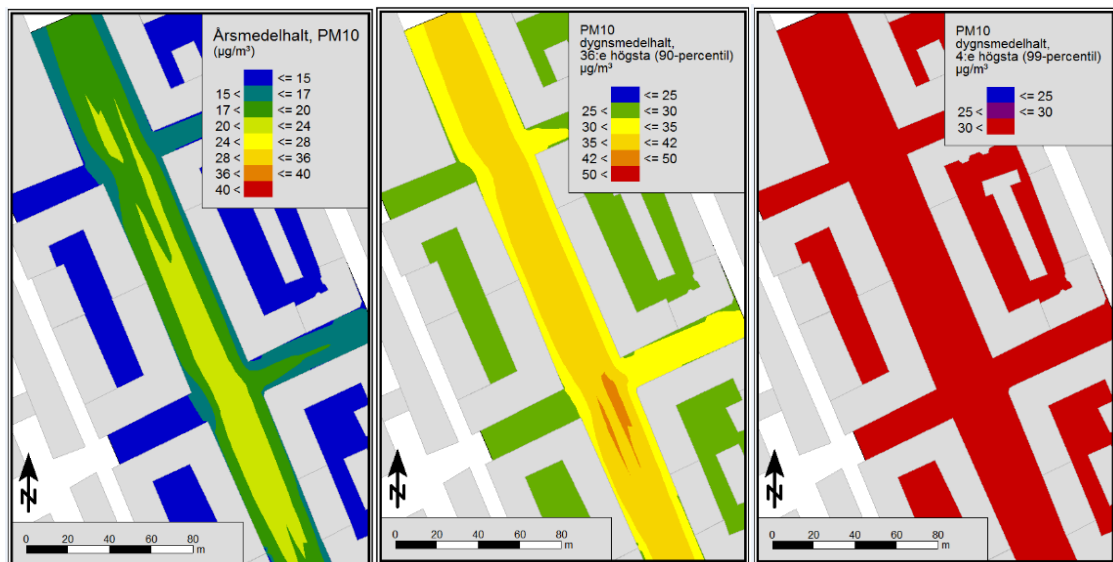 Årsmedelhalt, PM10
(µg/m³)
<= 15
15 < <= 17
17 < <= 20
20 < <= 24
24 < <= 28
28 < <= 36
36 < <= 40
40 <
N
0 20 40 60 80
m
PM10
dygnsmedelhalt,
36:e högsta (90-percentil)
µg/m³
<= 25
25 < <= 30
30 < <= 35
35 < <= 42
42 < <= 50
50 <
N
0 20 40 60 80
m
PM10
dygnsmedelhalt,
4:e högsta (99-percentil)
µg/m³
<= 25
25 < <= 30
30 <
N
0 20 40 60 80
m